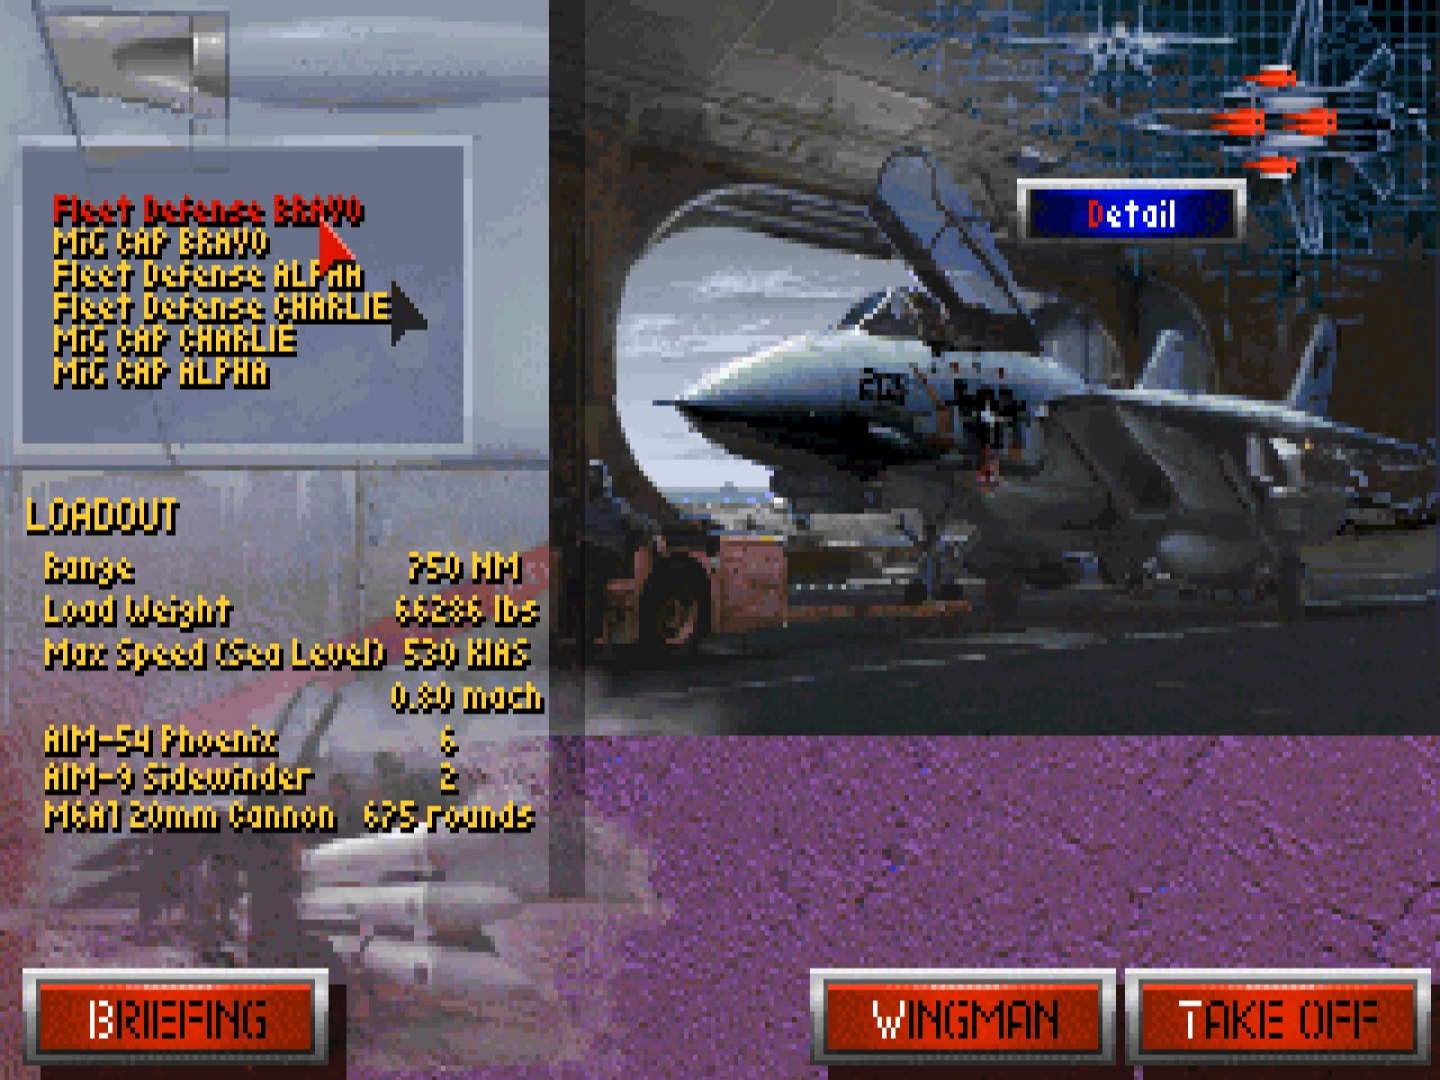 Fleet Defense BRAVO
MiG CAP BRAVO
Fleet Defense ALPHA
Fleet Defense CHARLIE
MiG CAP CHARLIE
MiG CAP ALPHA
Detail
203
LOADOUT
Range 750 NM
Load Weight 66286 lbs
Max Speed (Sea Level) 530 KIAS
0.80 mach
AIM-54 Phoenix 6
AIM-9 Sidewinder 2
M6A1 20mm Cannon 675 rounds
BRIEFING
WINGMAN
TAKE OFF